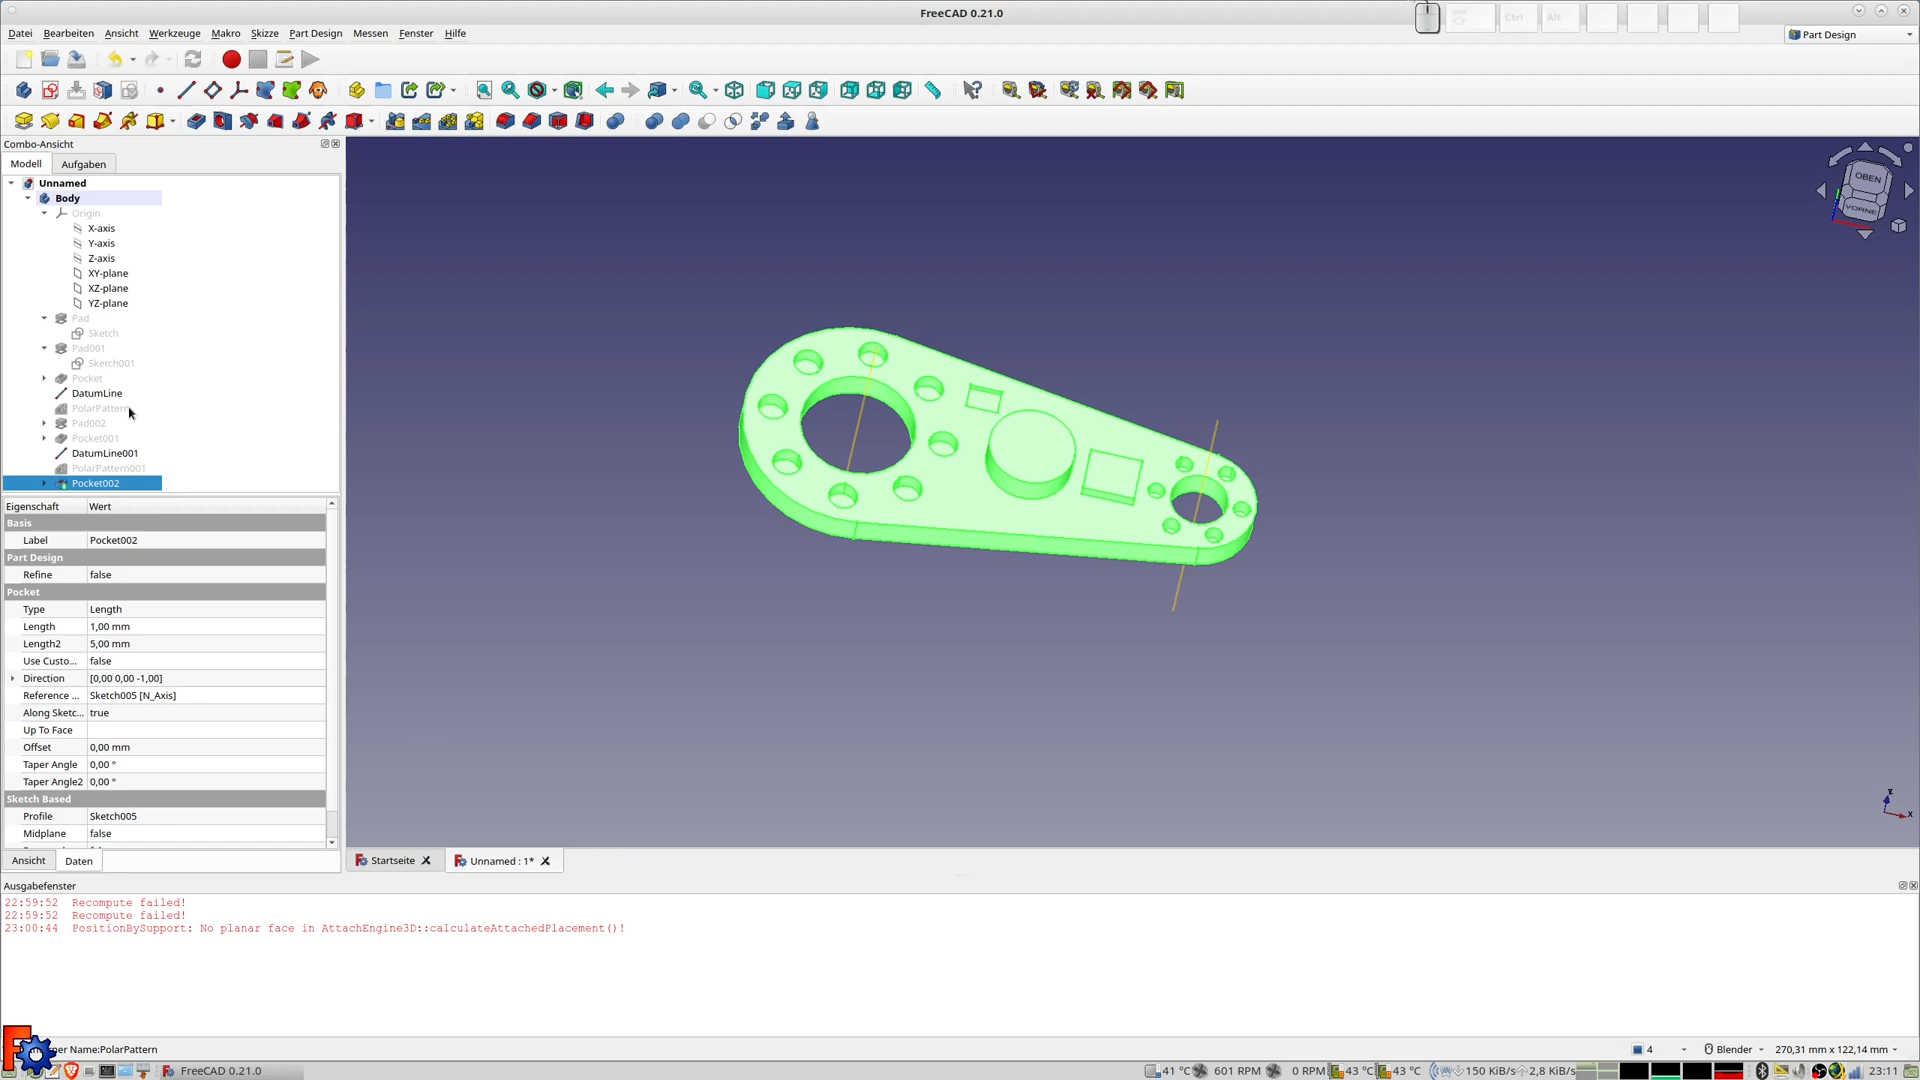 FreeCAD 0.21.0
Ctrl Alt
Datei Bearbeiten Ansicht Werkzeuge Makro Skizze Part Design Messen Fenster Hilfe
Part Design
Combo-Ansicht
Modell Aufgaben
Unnamed
Body
Origin
X-axis
Y-axis
Z-axis
XY-plane
XZ-plane
YZ-plane
Pad
Sketch
Pad001
Sketch001
Pocket
DatumLine
PolarPattern
Pad002
Pocket001
DatumLine001
PolarPattern001
Pocket002
OBEN
VORNE
Eigenschaft Wert
Basis
Label Pocket002
Part Design
Refine false
Pocket
Type Length
Length 1,00 mm
Length2 5,00 mm
Use Custo... false
Direction [0,00 0,00 -1,00]
Reference ... Sketch005 [N_Axis]
Along Sketc... true
Up To Face
Offset 0,00 mm
Taper Angle 0,00 °
Taper Angle2 0,00 °
Sketch Based
Profile Sketch005
Midplane false
X
Ansicht Daten
Startseite Unnamed : 1*
Ausgabefenster
22:59:52 Recompute failed!
22:59:52 Recompute failed!
23:00:44 PositionBySupport: No planar face in AttachEngine3D::calculateAttachedPlacement()!
Name:PolarPattern
4 Blender 270,31 mm x 122,14 mm
FreeCAD 0.21.0
41 °C 601 RPM 0 RPM 43 °C 43 °C 150 KiB/s 2,8 KiB/s 23:11